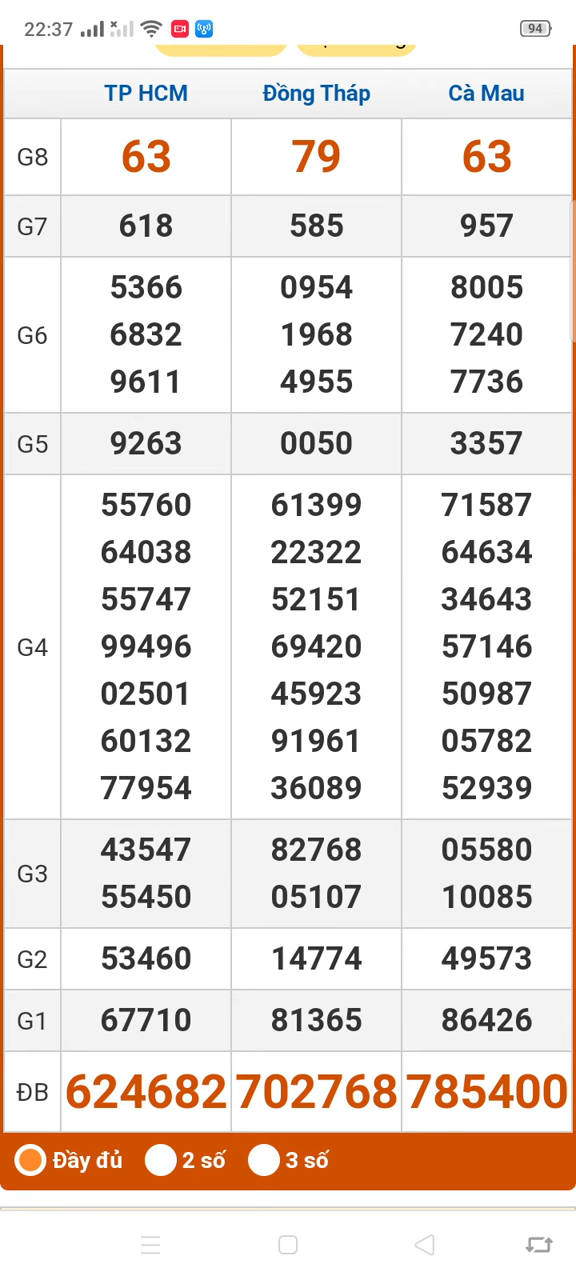 22:37 94
TP HCM Đồng Tháp Cà Mau
G8 63 79 63
G7 618 585 957
5366 0954 8005
G6 6832 1968 7240
9611 4955 7736
G5 9263 0050 3357
55760 61399 71587
64038 22322 64634
55747 52151 34643
G4 99496 69420 57146
02501 45923 50987
60132 91961 05782
77954 36089 52939
G3 43547 82768 05580
55450 05107 10085
G2 53460 14774 49573
G1 67710 81365 86426
ĐB 624682 702768 785400
Đầy đủ 2 số 3 số